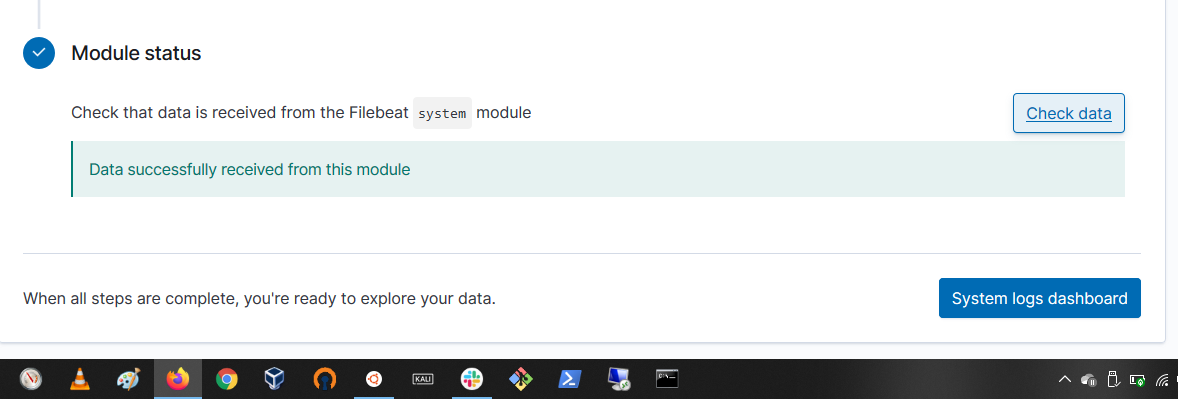 Module status
Check that data is received from the Filebeat system module
Check data
Data successfully received from this module
When all steps are complete, you're ready to explore your data.
System logs dashboard
KALI